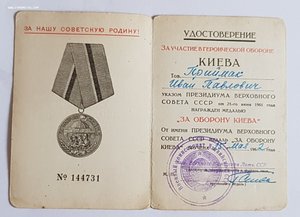 ЗА НАШУ СОВЕТСКУЮ РОДИНУ!
№ 144731
УДОСТОВЕРЕНИЕ
ЗА УЧАСТИЕ В ГЕРОИЧЕСКОЙ ОБОРОНЕ
КИЕВА
Тов. Приймак
Иван Павлович
УКАЗОМ ПРЕЗИДИУМА ВЕРХОВНОГО
СОВЕТА СССР от 21-го июня 1961 года
НАГРАЖДЕН МЕДАЛЬЮ
"ЗА ОБОРОНУ КИЕВА"
От имени ПРЕЗИДИУМА ВЕРХОВНОГО
СОВЕТА СССР медаль "ЗА ОБОРОНУ
КИЕВА"
мая